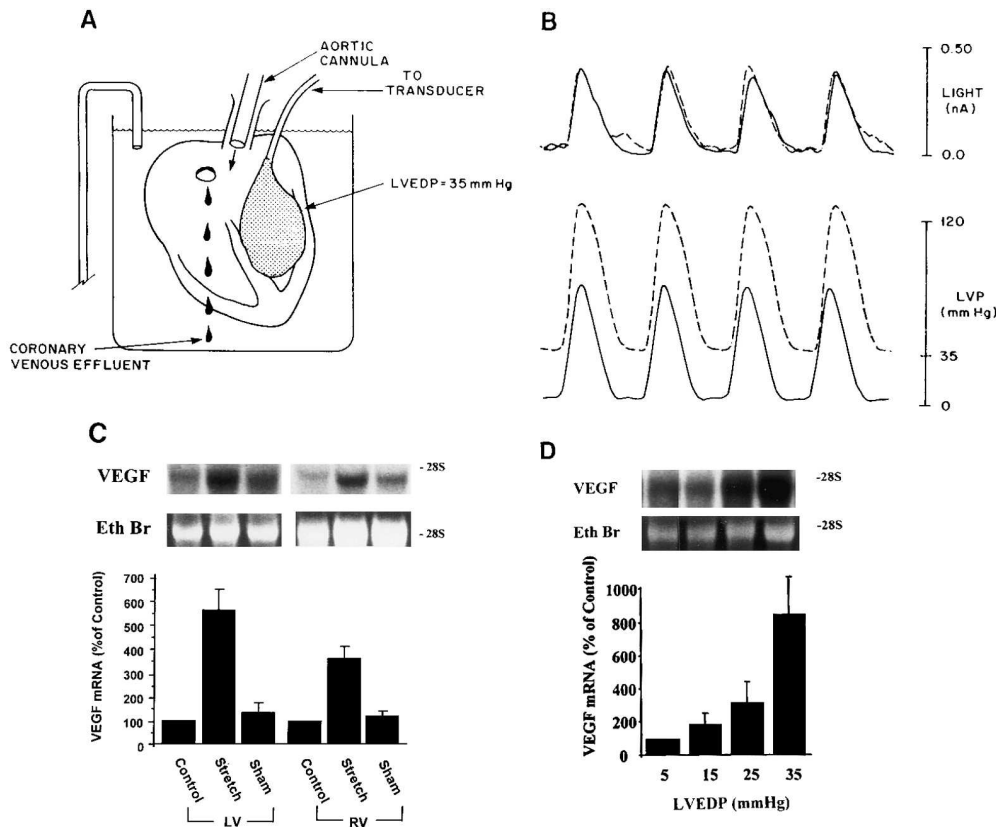 A
AORTIC
CANNULA
TO
TRANSDUCER
LVEDP = 35 mm Hg
CORONARY
VENOUS EFFLUENT
B
0.50
LIGHT
(nA)
0.0
120
LVP
(mm Hg)
35
0
C
VEGF
- 28S
Eth Br
- 28S
VEGF mRNA (%of Control)
700
600
500
400
300
200
100
0
Control
Stretch
Sham
Control
Stretch
Sham
LV
RV
D
VEGF
-28S
Eth Br
-28S
VEGF mRNA (% of Control)
1000
800
600
400
200
0
5 15 25 35
LVEDP (mmHg)